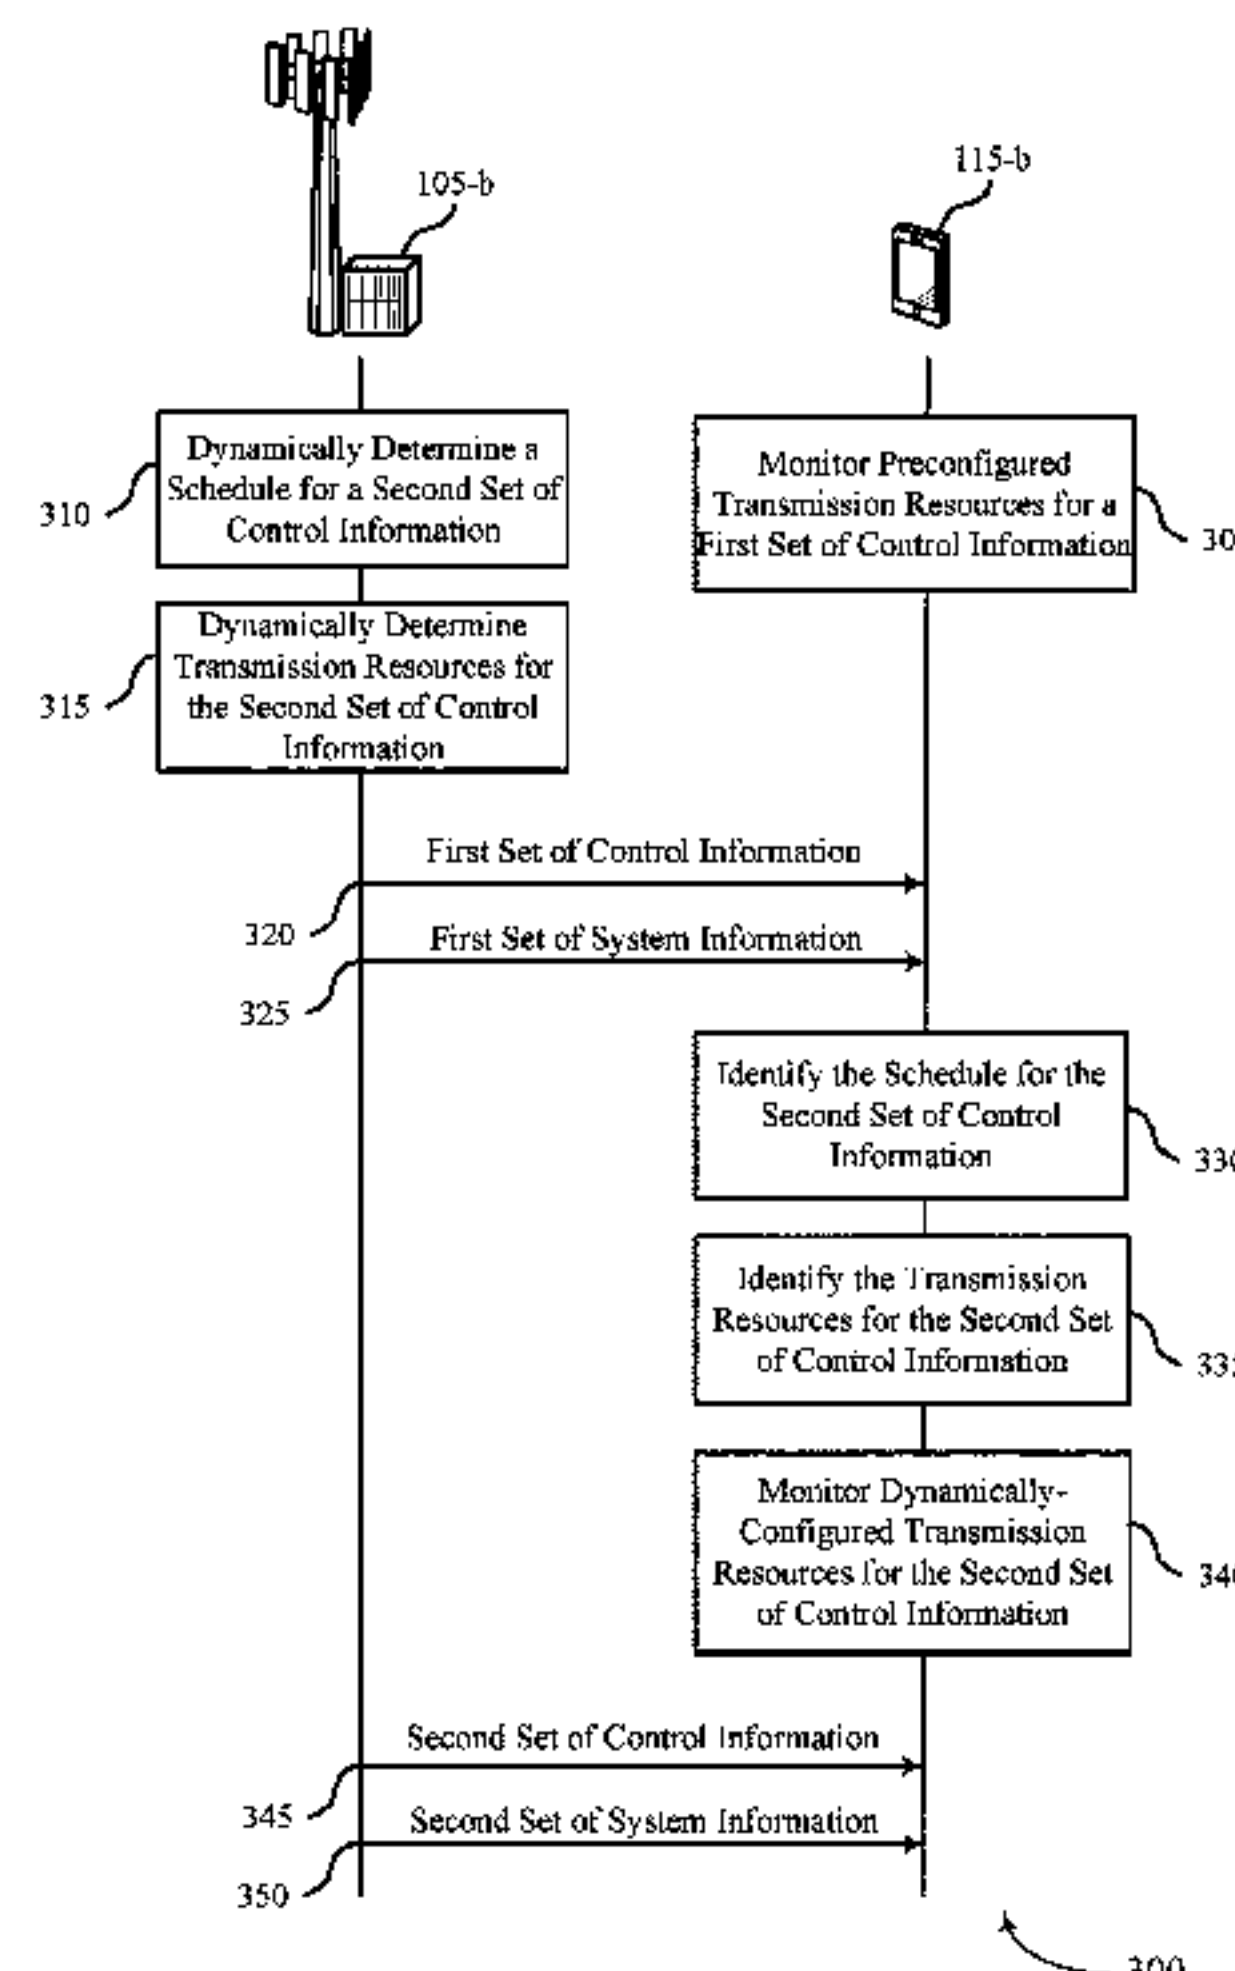 105-b
115-b
Dynamically Determine a
Schedule for a Second Set of
Control Information
310
Monitor Preconfigured
Transmission Resources for a
First Set of Control Information
30
Dynamically Determine
Transmission Resources for
the Second Set of Control
Information
315
First Set of Control Information
320
First Set of System Information
325
Identify the Schedule for the
Second Set of Control
Information
330
Identify the Transmission
Resources for the Second Set
of Control Information
335
Monitor Dynamically-
Configured Transmission
Resources for the Second Set
of Control Information
340
Second Set of Control Information
345
Second Set of System Information
350
300